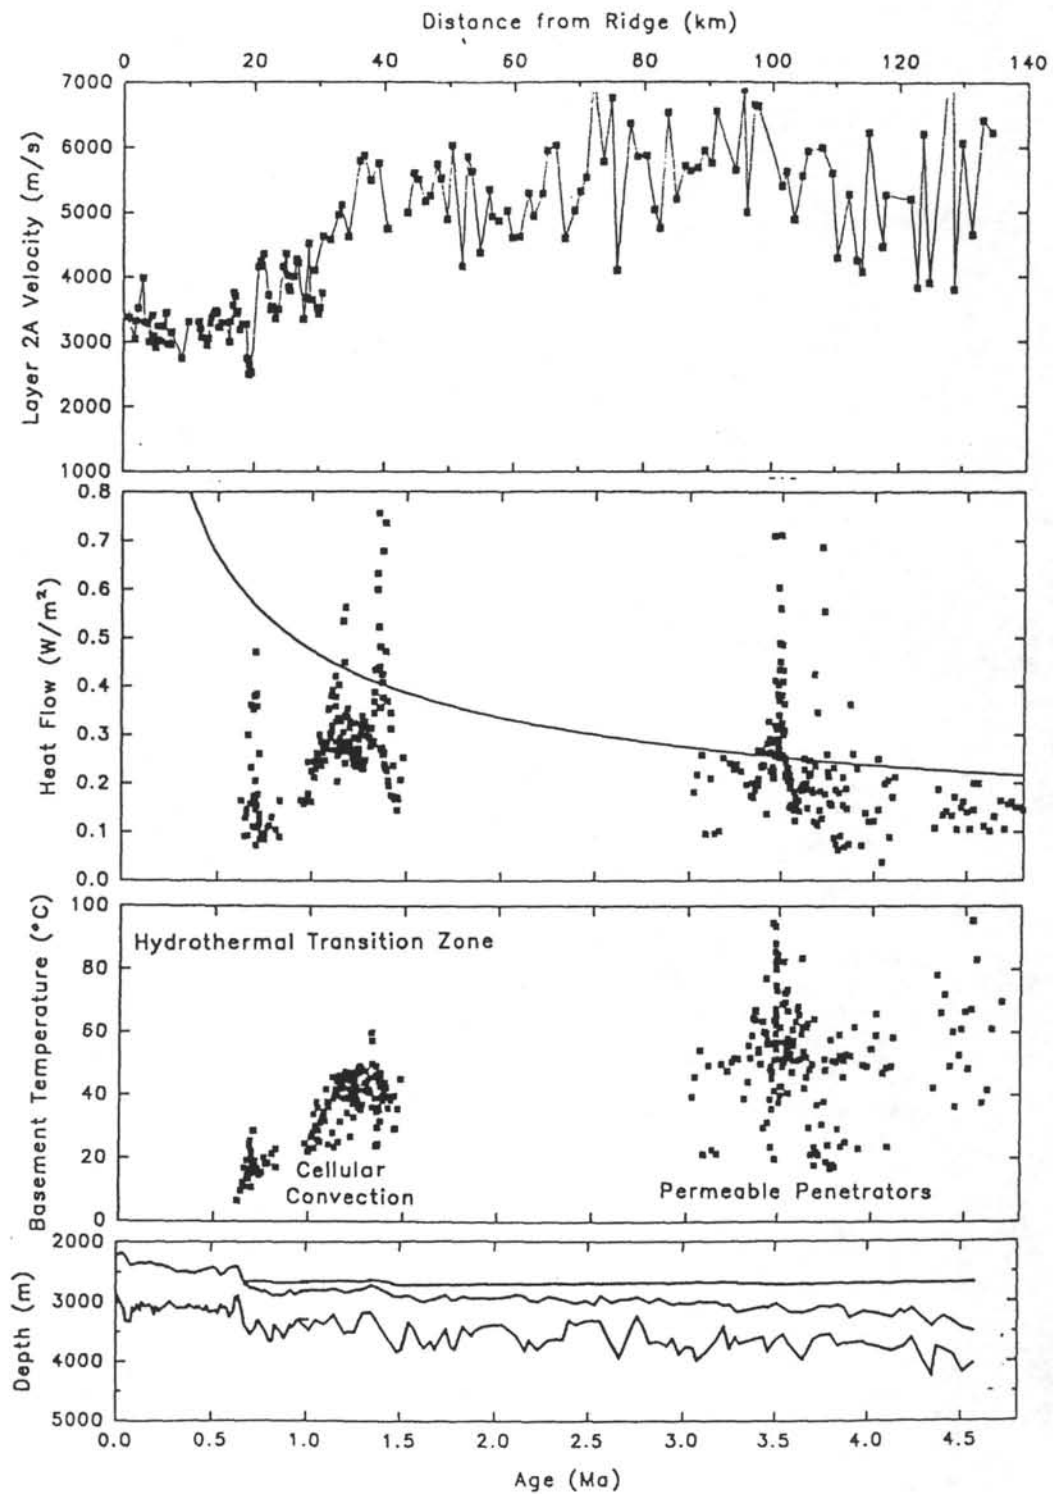 Distance from Ridge (km)
0 20 40 60 80 100 120 140
Layer 2A Velocity (m/s)
7000
6000
5000
4000
3000
2000
1000
Heat Flow (W/m²)
0.8
0.7
0.6
0.5
0.4
0.3
0.2
0.1
0.0
Basement Temperature (°C)
100
80
60
40
20
0
Hydrothermal Transition Zone
Cellular
Convection
Permeable Penetrators
Depth (m)
2000
3000
4000
5000
0.0 0.5 1.0 1.5 2.0 2.5 3.0 3.5 4.0 4.5
Age (Ma)